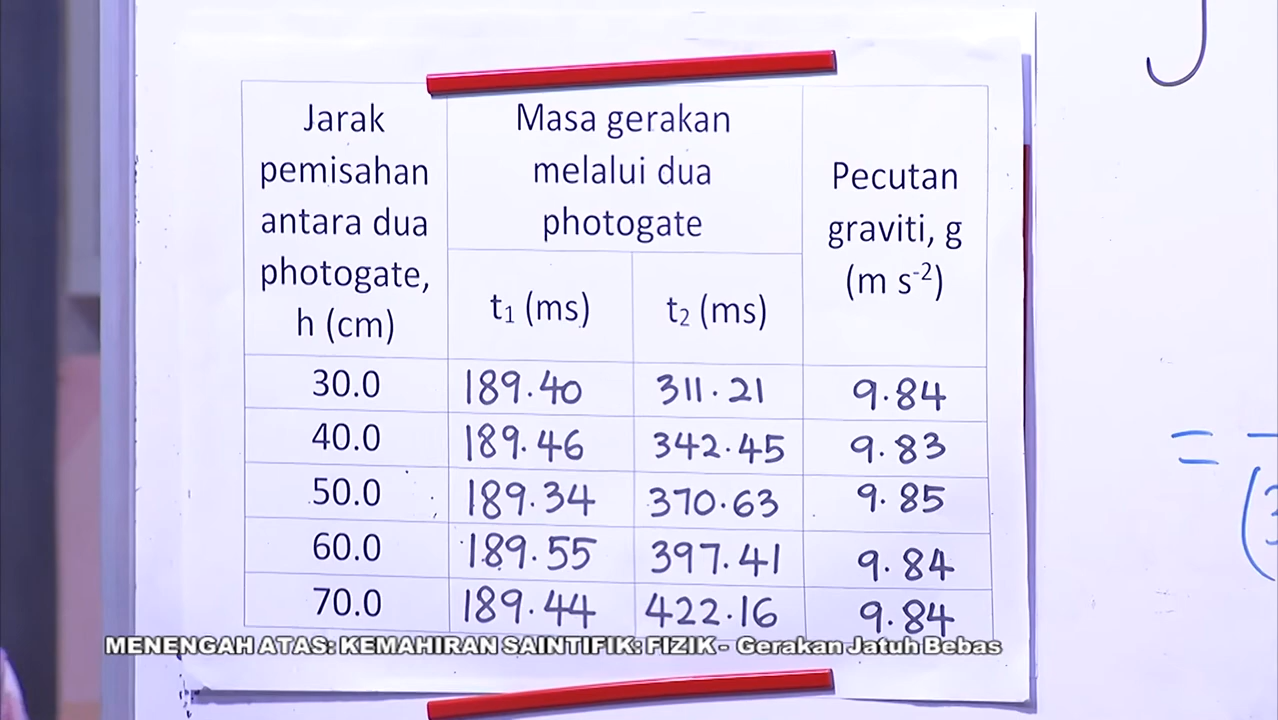 Jarak
pemisahan
antara dua
photogate,
h (cm)
Masa gerakan
melalui dua
photogate
t₁ (ms)
t₂ (ms)
Pecutan
graviti, g
(m s⁻²)
30.0 189.40 311.21 9.84
40.0 189.46 342.45 9.83
50.0 189.34 370.63 9.85
60.0 189.55 397.41 9.84
70.0 189.44 422.16 9.84
=
MENENGAH ATAS: KEMAHIRAN SAINTIFIK: FIZIK - Gerakan Jatuh Bebas